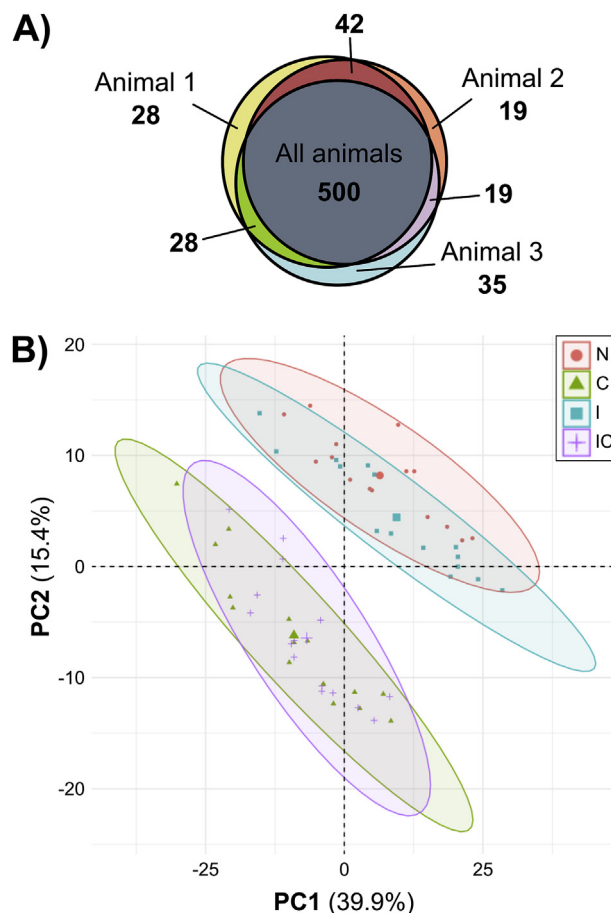 A)
42
Animal 1
28
Animal 2
19
All animals
500
28
19
Animal 3
35
B)
20
10
0
-10
-20
PC2 (15.4%)
-25
0
25
PC1 (39.9%)
N
C
I
IC